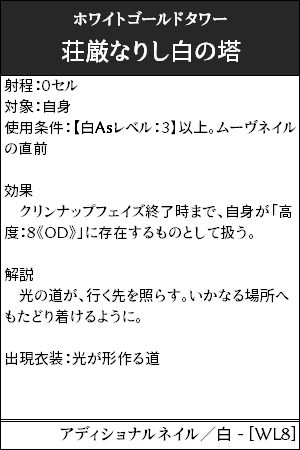 ホワイトゴールドタワー
荘厳なりし白の塔
射程：0セル
対象：自身
使用条件：【白Asレベル：3】以上。ムーヴネイル
の直前
効果
　クリンナップフェイズ終了時まで、自身が「高
度：8《OD》」に存在するものとして扱う。
解説
　光の道が、行く先を照らす。いかなる場所へ
もたどり着けるように。
出現衣装：光が形作る道
アディショナルネイル／白 - [WL8]